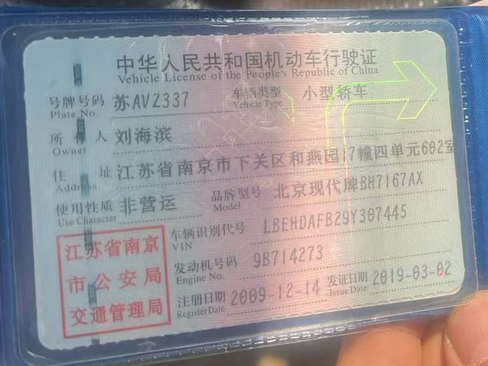 中华人民共和国机动车行驶证
Vehicle License of the People's Republic of China
号牌号码 苏AVZ337 车辆类型 小型轿车
Plate No. Vehicle Type
所有人 刘海滨
Owner
住址 江苏省南京市下关区和燕园17幢四单元602室
Address
使用性质 非营运 品牌型号 北京现代牌BH7167AX
Use Character Model
江苏省南京市公安局交通管理局
车辆识别代号 LBEHDAFB29Y307445
VIN
发动机号码 9B714273
Engine No.
注册日期 2009-12-14 发证日期 2019-03-02
Register Date Issue Date